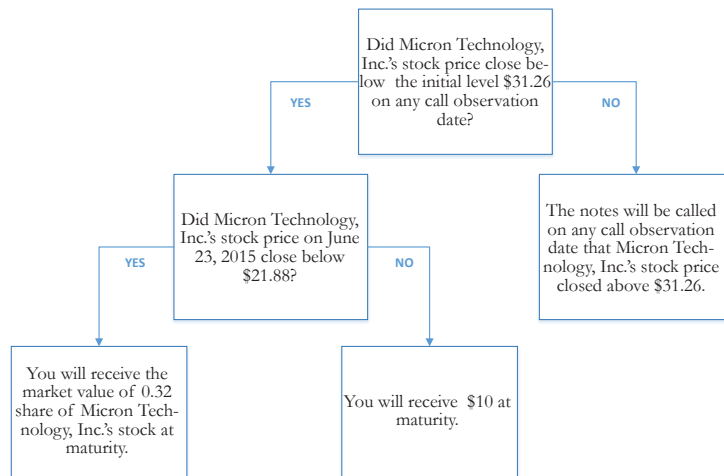 Did Micron Technology,
Inc.'s stock price close be-
low the initial level $31.26
on any call observation
date?
YES
NO
Did Micron Technology,
Inc.'s stock price on June
23, 2015 close below
$21.88?
The notes will be called
on any call observation
date that Micron Tech-
nology, Inc.'s stock price
closed above $31.26.
YES
NO
You will receive the
market value of 0.32
share of Micron Tech-
nology, Inc.'s stock at
maturity.
You will receive $10 at
maturity.